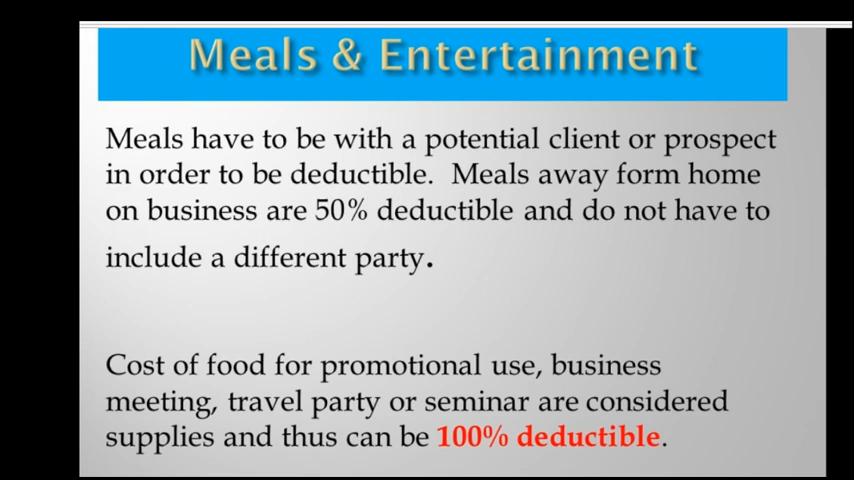 Meals & Entertainment
Meals have to be with a potential client or prospect
in order to be deductible. Meals away form home
on business are 50% deductible and do not have to
include a different party.
Cost of food for promotional use, business
meeting, travel party or seminar are considered
supplies and thus can be 100% deductible.